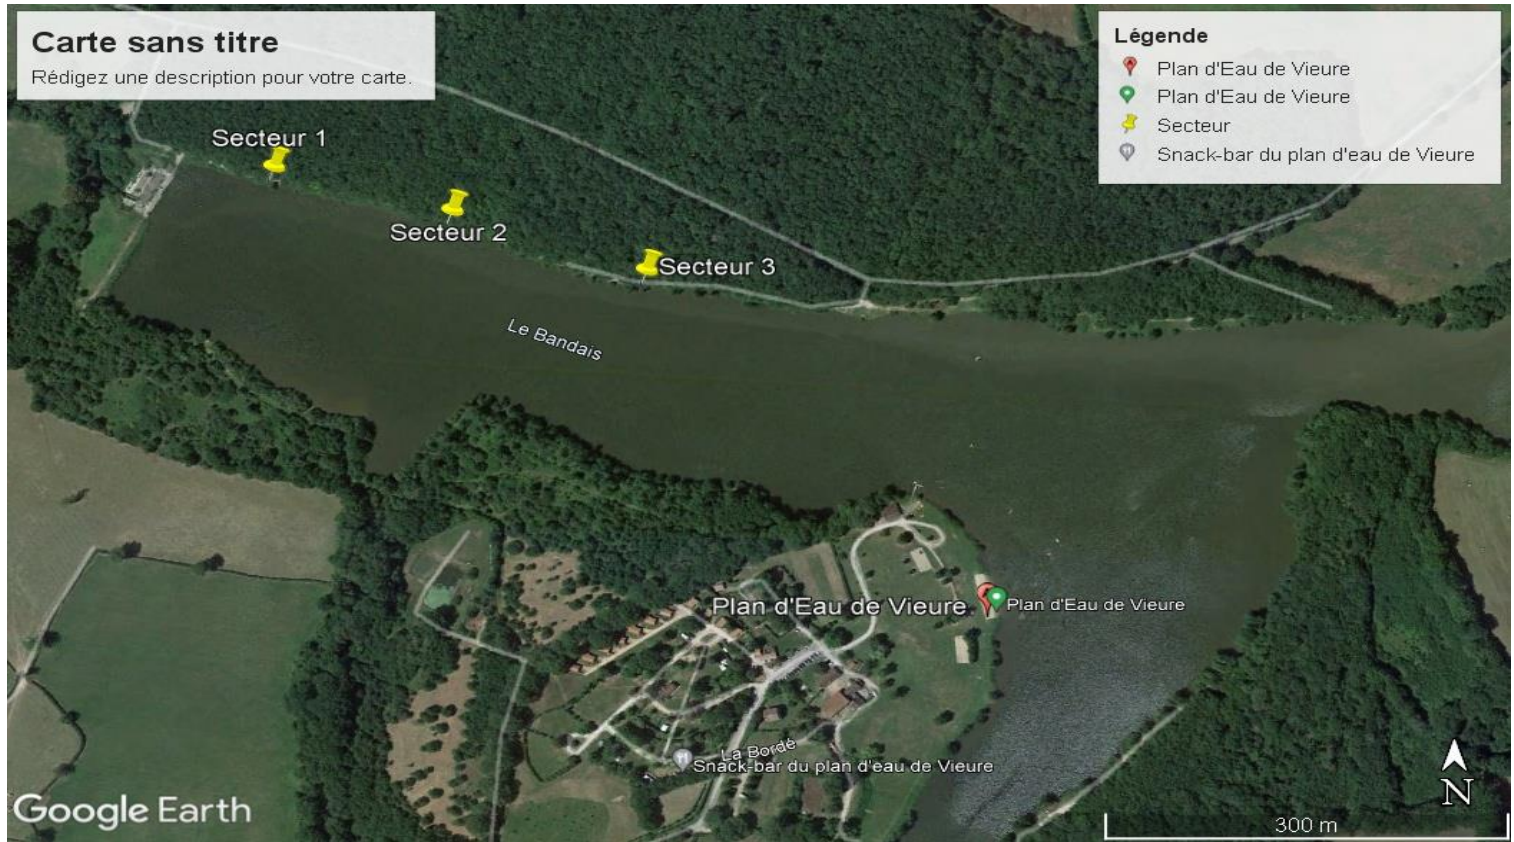 Carte sans titre
Rédigez une description pour votre carte.
Légende
Plan d'Eau de Vieure
Plan d'Eau de Vieure
Secteur
Snack-bar du plan d'eau de Vieure
Secteur 1
Secteur 2
Secteur 3
Le Bandais
Plan d'Eau de Vieure
Plan d'Eau de Vieure
La Bordé
Snack-bar du plan d'eau de Vieure
Google Earth
N
300 m